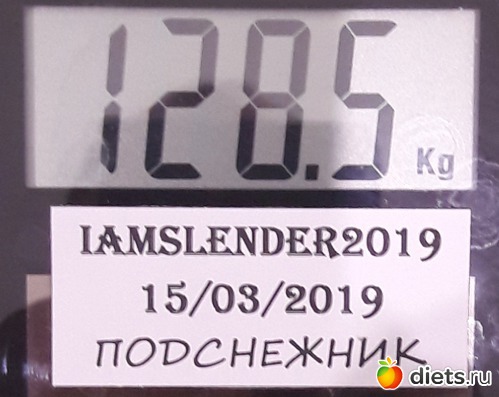 128.5 Kg
IAMSLENDER2019
15/03/2019
ПОДСНЕЖНИК
diets.ru